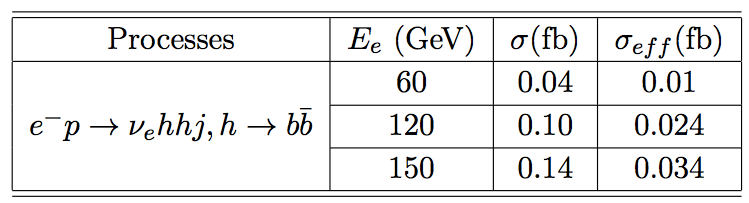 Processes E_e (GeV) σ(fb) σ_eff(fb)
60 0.04 0.01
e⁻p → ν_e hhj, h → bb̄ 120 0.10 0.024
150 0.14 0.034